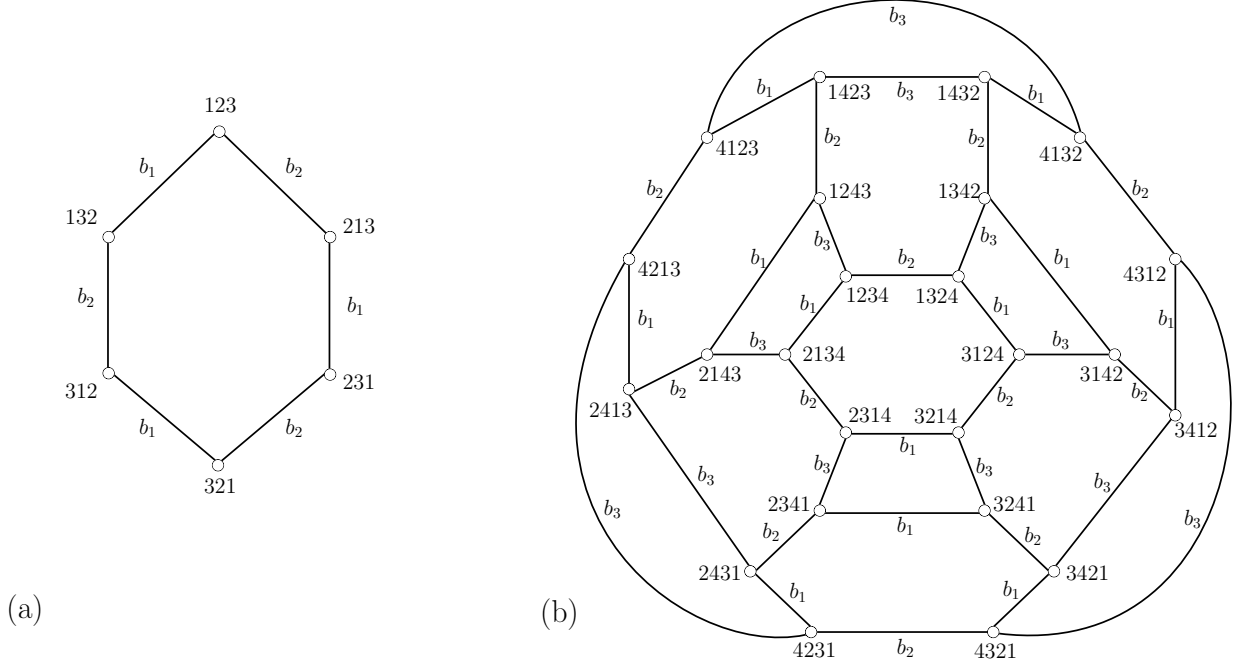 123
b₁
b₂
132
213
b₂
b₁
312
231
b₁
b₂
321
(a)
b₃
b₁
1423
b₃
1432
b₁
4123
b₂
b₂
4132
b₂
1243
1342
b₂
b₁
b₃
b₃
b₁
4213
b₂
4312
1234
1324
b₁
b₁
b₁
b₁
b₃
b₃
2143
2134
3124
3142
b₂
b₂
b₂
b₂
2413
2314
3214
3412
b₁
b₃
b₃
b₃
b₃
2341
3241
b₃
b₂
b₁
b₂
b₃
2431
3421
b₁
b₁
(b)
4231
b₂
4321